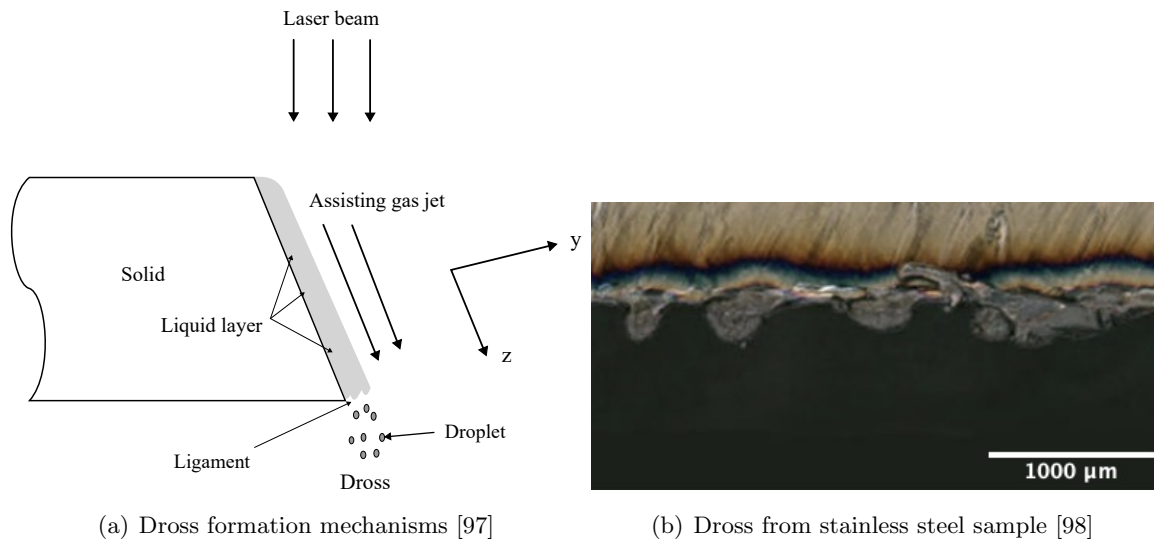 Laser beam
Assisting gas jet
y
Solid
Liquid layer
z
Droplet
Ligament
Dross
1000 µm
(a) Dross formation mechanisms [97]
(b) Dross from stainless steel sample [98]